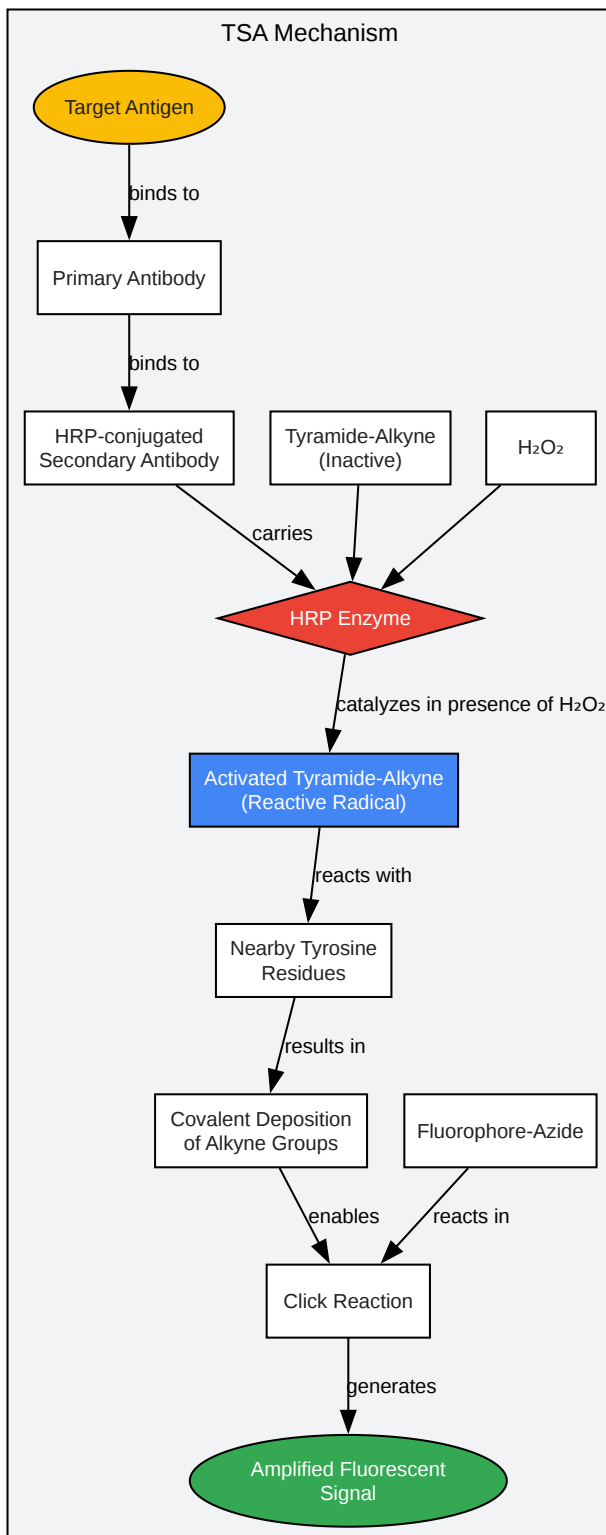 TSA Mechanism
Target Antigen
binds to
Primary Antibody
binds to
HRP-conjugated
Secondary Antibody
Tyramide-Alkyne
(Inactive)
H₂O₂
carries
HRP Enzyme
catalyzes in presence of H₂O₂
Activated Tyramide-Alkyne
(Reactive Radical)
reacts with
Nearby Tyrosine
Residues
results in
Covalent Deposition
of Alkyne Groups
Fluorophore-Azide
enables
reacts in
Click Reaction
generates
Amplified Fluorescent
Signal